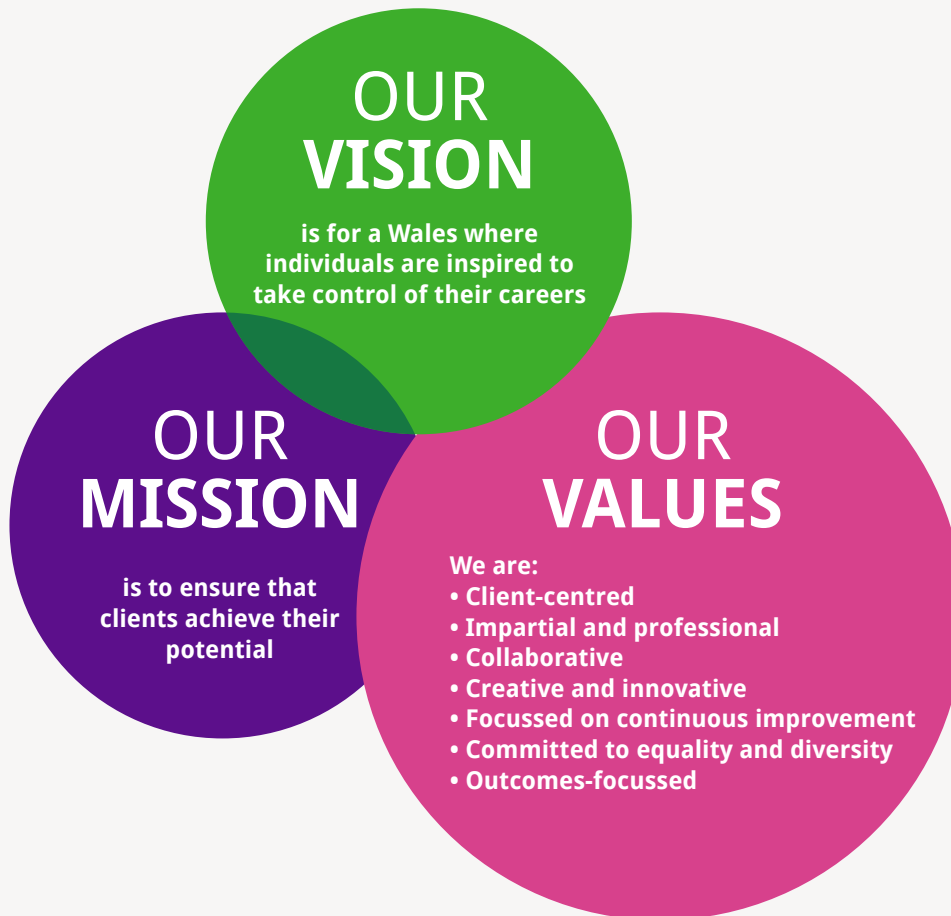 OUR
VISION
is for a Wales where
individuals are inspired to
take control of their careers
OUR
MISSION
is to ensure that
clients achieve their
potential
OUR
VALUES
We are:
• Client-centred
• Impartial and professional
• Collaborative
• Creative and innovative
• Focussed on continuous improvement
• Committed to equality and diversity
• Outcomes-focussed